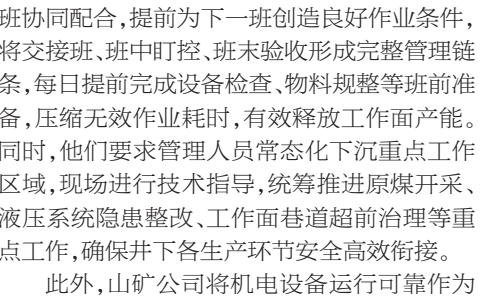 班协同配合,提前为下一班创造良好作业条件,
将交接班、班中盯控、班末验收形成完整管理链
条,每日提前完成设备检查、物料规整等班前准
备,压缩无效作业耗时,有效释放工作面产能。
同时,他们要求管理人员常态化下沉重点工作
区域,现场进行技术指导,统筹推进原煤开采、
液压系统隐患整改、工作面巷道超前治理等重
点工作,确保井下各生产环节安全高效衔接。
此外,山矿公司将机电设备运行可靠作为